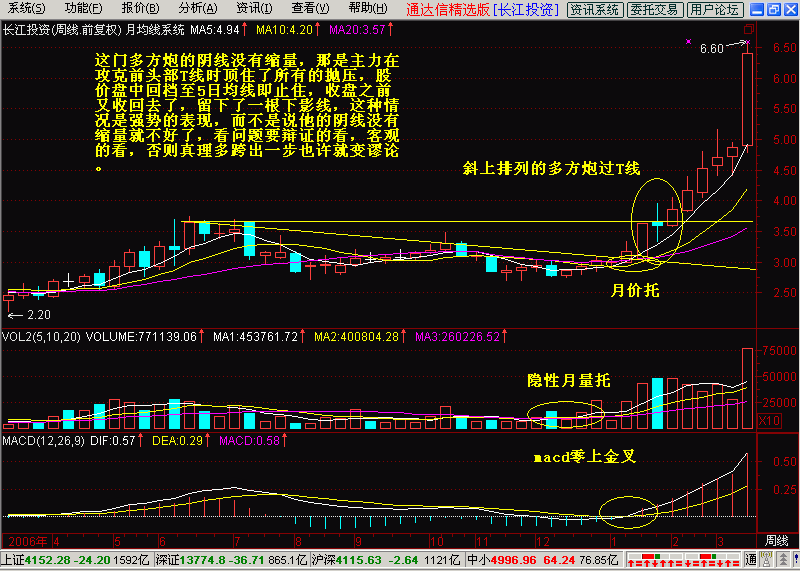 系统(S) 功能(F) 报价(B) 分析(A) 资讯(I) 查看(V) 帮助(H) 通达信精选版 [长江投资] 资讯系统 委托交易 用户论坛
长江投资(周线.前复权) 月均线系统 MA5:4.94 MA10:4.20 MA20:3.57
6.60
6.50
这门多方炮的阴线没有缩量，那是主力在
攻克前头部T线时顶住了所有的抛压，股
价盘中回档至5日均线即止住，收盘之前
又收回去了，留下了一根下影线，这种情
况是强势的表现，而不是说他的阴线没有
缩量就不好了，看问题要辩证的看，客观
的看，否则真理多跨出一步也许就变谬论
。
6.00
5.50
5.00
4.50
斜上排列的多方炮过T线
4.00
3.50
3.00
月价托
2.50
2.20
VOL2(5,10,20) VOLUME:771139.06 MA1:453761.72 MA2:400804.28 MA3:260226.52
75000
50000
隐性月量托
25000
X10
MACD(12,26,9) DIF:0.57 DEA:0.29 MACD:0.58
macd零上金叉
0.50
0.25
2006年 4 5 6 7 8 9 10 11 12 1 2 3 周线
上证4152.28 -24.20 1592亿 深证13774.8 -36.71 865.1亿 沪深4115.63 -2.64 1121亿 中小4996.96 64.24 76.85亿 通